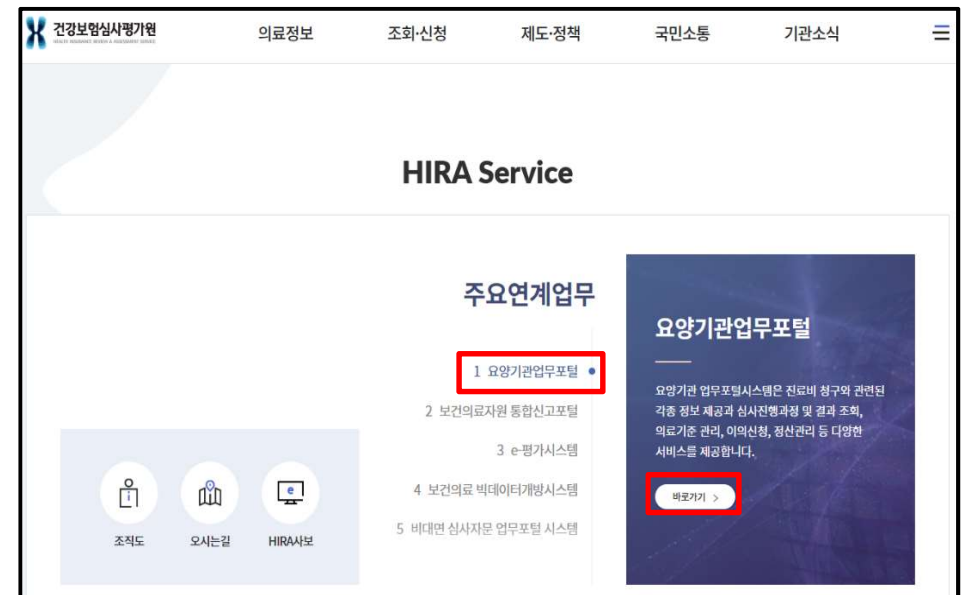 건강보험심사평가원
HEALTH INSURANCE REVIEW & ASSESSMENT SERVICE
의료정보
조회·신청
제도·정책
국민소통
기관소식
HIRA Service
주요연계업무
1 요양기관업무포털
2 보건의료자원 통합신고포털
3 e-평가시스템
4 보건의료 빅데이터개방시스템
5 비대면 심사자문 업무포털 시스템
요양기관업무포털
요양기관 업무포털시스템은 진료비 청구와 관련된
각종 정보 제공과 심사진행과정 및 결과 조회,
의료기준 관리, 이의신청, 정산관리 등 다양한
서비스를 제공합니다.
바로가기 >
조직도
오시는길
HIRA사보